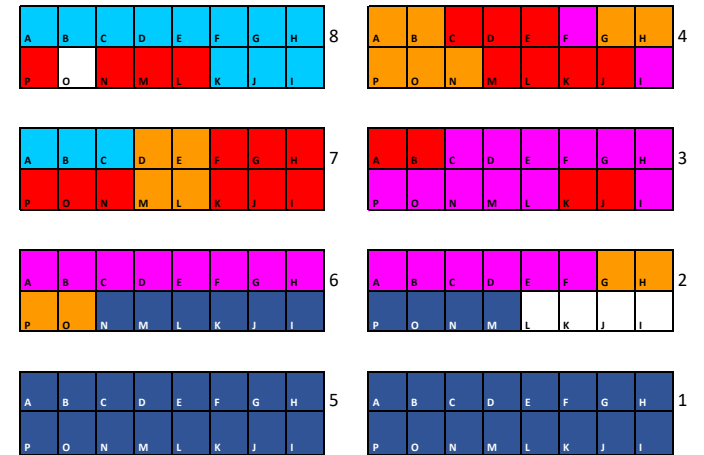 A B C D E F G H 8
P O N M L K J I
A B C D E F G H 4
P O N M L K J I
A B C D E F G H 7
P O N M L K J I
A B C D E F G H 3
P O N M L K J I
A B C D E F G H 6
P O N M L K J I
A B C D E F G H 2
P O N M L K J I
A B C D E F G H 5
P O N M L K J I
A B C D E F G H 1
P O N M L K J I